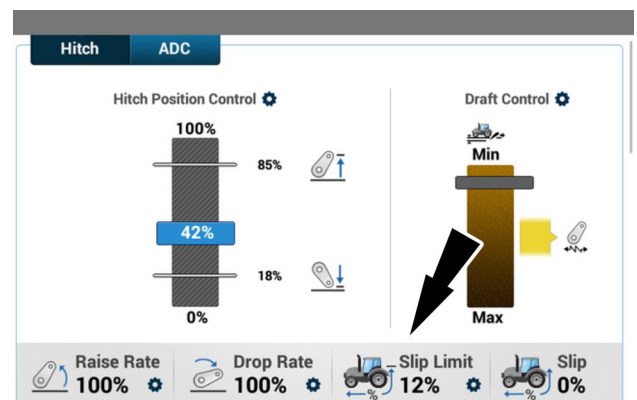 Hitch
ADC
Hitch Position Control
100%
85%
42%
18%
0%
Draft Control
Min
Max
Raise Rate
100%
Drop Rate
100%
Slip Limit
12%
%
Slip
0%
%